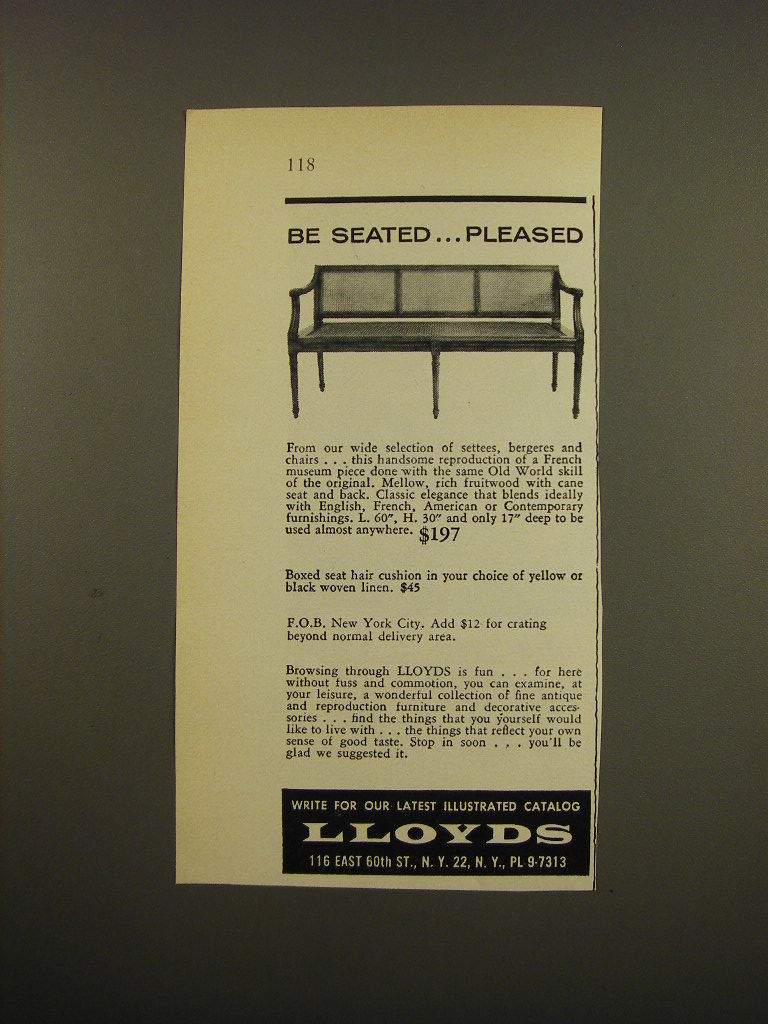 118
BE SEATED...PLEASED
From our wide selection of settees, bergeres and
chairs . . . this handsome reproduction of a French
museum piece done with the same Old World skill
of the original. Mellow, rich fruitwood with cane
seat and back. Classic elegance that blends ideally
with English, French, American or Contemporary
furnishings. L. 60″, H. 30″ and only 17″ deep to be
used almost anywhere. $197
Boxed seat hair cushion in your choice of yellow or
black woven linen. $45
F.O.B. New York City. Add $12 for crating
beyond normal delivery area.
Browsing through LLOYDS is fun . . . for here
without fuss and commotion, you can examine, at
your leisure, a wonderful collection of fine antique
and reproduction furniture and decorative acces-
sories . . . find the things that you yourself would
like to live with . . . the things that reflect your own
sense of good taste. Stop in soon . . . you'll be
glad we suggested it.
WRITE FOR OUR LATEST ILLUSTRATED CATALOG
LLOYDS
116 EAST 60th ST., N. Y. 22, N. Y., PL 9-7313